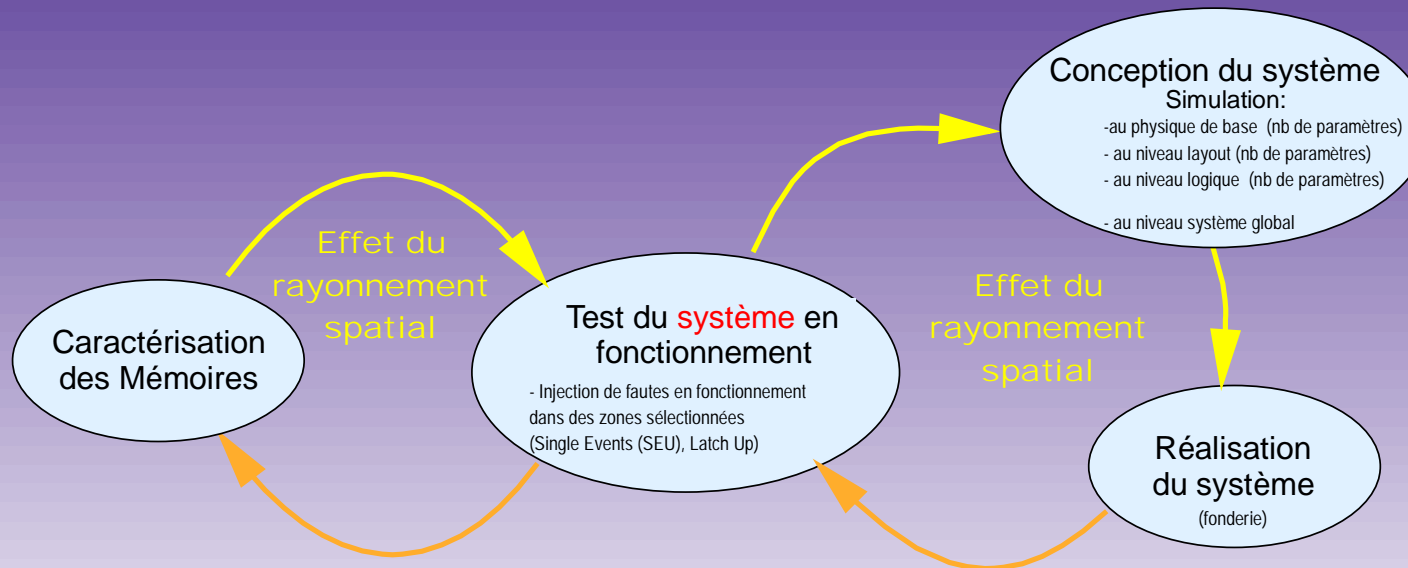 Conception du système
Simulation:
-au physique de base (nb de paramètres)
- au niveau layout (nb de paramètres)
- au niveau logique (nb de paramètres)
- au niveau système global
Effet du
rayonnement
spatial
Caractérisation
des Mémoires
Test du système en
fonctionnement
- Injection de fautes en fonctionnement
dans des zones sélectionnées
(Single Events (SEU), Latch Up)
Effet du
rayonnement
spatial
Réalisation
du système
(fonderie)